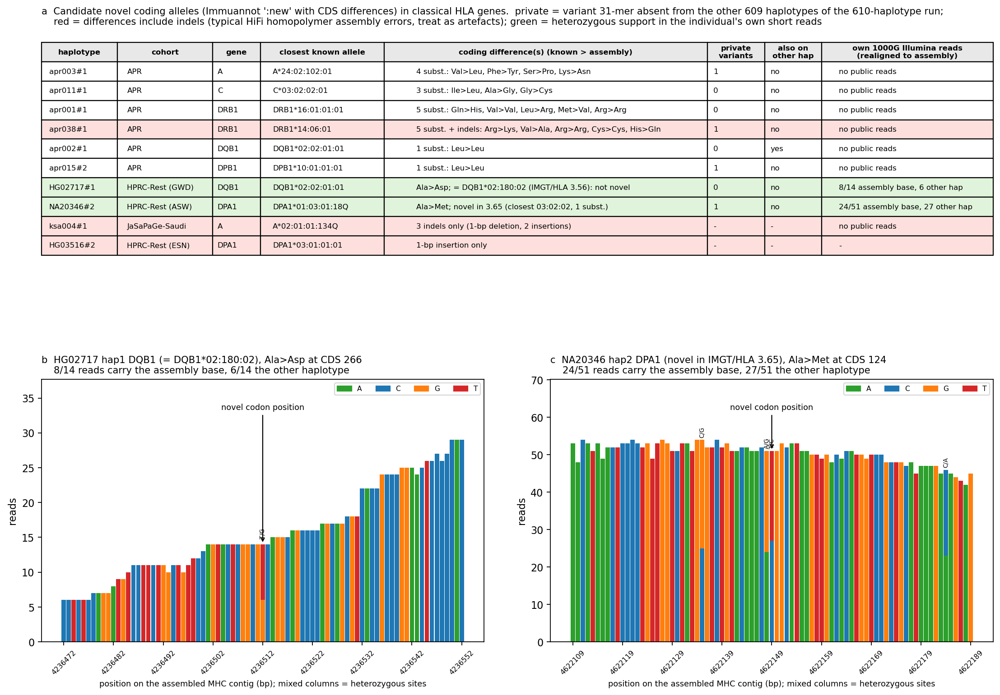 a  Candidate novel coding alleles (Immuannot ':new' with CDS differences) in classical HLA genes.  private = variant 31-mer absent from the other 609 haplotypes of the 610-haplotype run;
red = differences include indels (typical HiFi homopolymer assembly errors, treat as artefacts); green = heterozygous support in the individual's own short reads
haplotype cohort gene closest known allele coding difference(s) (known > assembly) private variants also on other hap own 1000G Illumina reads (realigned to assembly)
apr003#1 APR A A*24:02:102:01 4 subst.: Val>Leu, Phe>Tyr, Ser>Pro, Lys>Asn 1 no no public reads
apr011#1 APR C C*03:02:02:01 3 subst.: Ile>Leu, Ala>Gly, Gly>Cys 0 no no public reads
apr001#1 APR DRB1 DRB1*16:01:01:01 5 subst.: Gln>His, Val>Val, Leu>Arg, Met>Val, Arg>Arg 0 no no public reads
apr038#1 APR DRB1 DRB1*14:06:01 5 subst. + indels: Arg>Lys, Val>Ala, Arg>Arg, Cys>Cys, His>Gln 1 no no public reads
apr002#1 APR DQB1 DQB1*02:02:01:01 1 subst.: Leu>Leu 0 yes no public reads
apr015#2 APR DPB1 DPB1*10:01:01:01 1 subst.: Leu>Leu 1 no no public reads
HG02717#1 HPRC-Rest (GWD) DQB1 DQB1*02:02:01:01 Ala>Asp; = DQB1*02:180:02 (IMGT/HLA 3.56): not novel 0 no 8/14 assembly base, 6 other hap
NA20346#2 HPRC-Rest (ASW) DPA1 DPA1*01:03:01:18Q Ala>Met; novel in 3.65 (closest 03:02:02, 1 subst.) 1 no 24/51 assembly base, 27 other hap
ksa004#1 JaSaPaGe-Saudi A A*02:01:01:134Q 3 indels only (1-bp deletion, 2 insertions) - - no public reads
HG03516#2 HPRC-Rest (ESN) DPA1 DPA1*03:01:01:01 1-bp insertion only - - -
b  HG02717 hap1 DQB1 (= DQB1*02:180:02), Ala>Asp at CDS 266
8/14 reads carry the assembly base, 6/14 the other haplotype
A C G T
novel codon position
T/G
reads
35
30
25
20
15
10
5
0
4236472 4236482 4236492 4236502 4236512 4236522 4236532 4236542 4236552
position on the assembled MHC contig (bp); mixed columns = heterozygous sites
c  NA20346 hap2 DPA1 (novel in IMGT/HLA 3.65), Ala>Met at CDS 124
24/51 reads carry the assembly base, 27/51 the other haplotype
A C G T
novel codon position
C/G
A/G
T/C
C/A
reads
70
60
50
40
30
20
10
0
4622109 4622119 4622129 4622139 4622149 4622159 4622169 4622179 4622189
position on the assembled MHC contig (bp); mixed columns = heterozygous sites